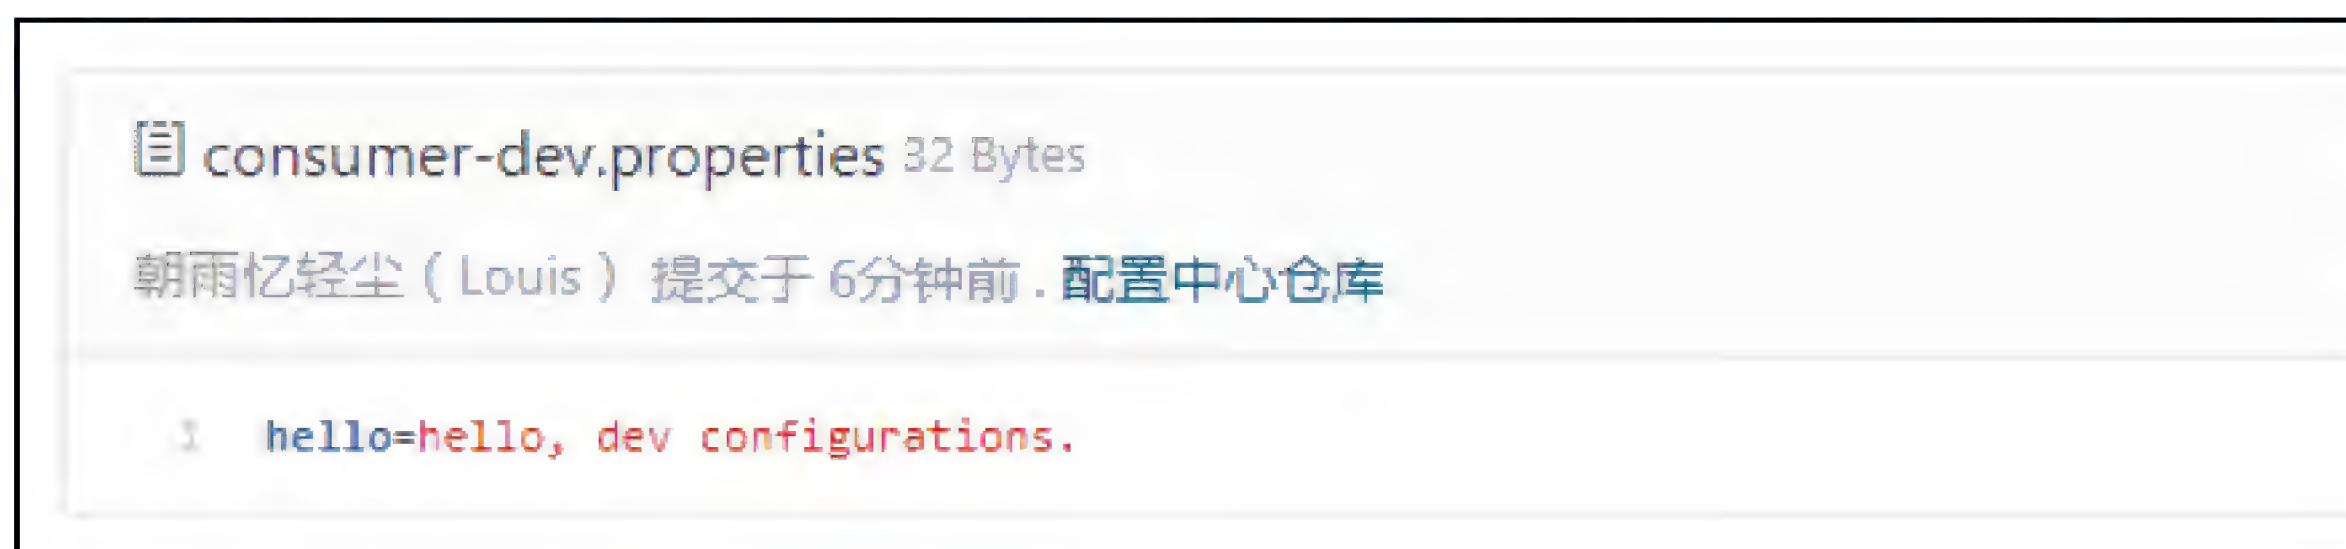 consumer-dev.properties 32 Bytes
朝雨忆轻尘（Louis） 提交于 6分钟前 . 配置中心仓库
1 hello=hello, dev configurations.